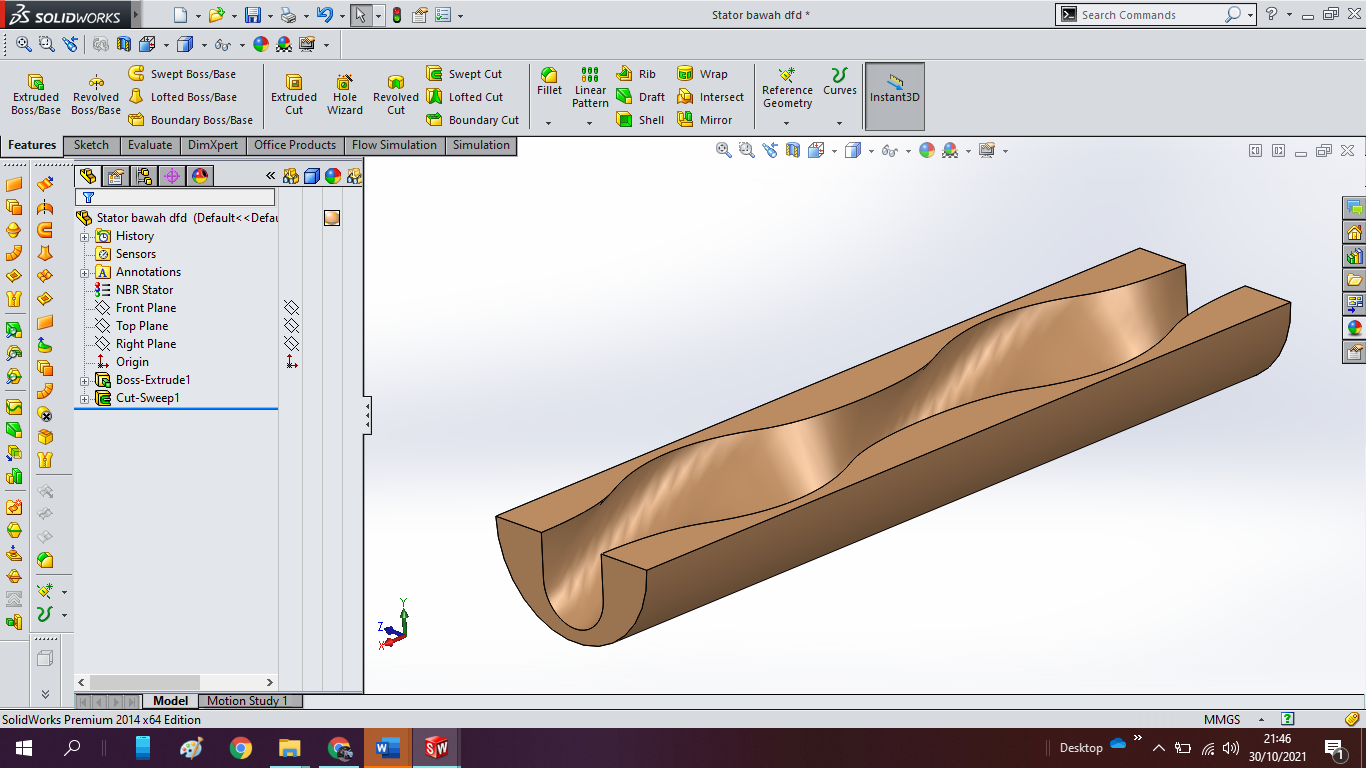 SOLIDWORKS
Stator bawah dfd *
Search Commands
Extruded Boss/Base
Revolved Boss/Base
Swept Boss/Base
Lofted Boss/Base
Boundary Boss/Base
Extruded Cut
Hole Wizard
Revolved Cut
Swept Cut
Lofted Cut
Boundary Cut
Fillet
Linear Pattern
Rib
Draft
Shell
Wrap
Intersect
Mirror
Reference Geometry
Curves
Instant3D
Features
Sketch
Evaluate
DimXpert
Office Products
Flow Simulation
Simulation
Stator bawah dfd (Default<<Defau
History
Sensors
Annotations
NBR Stator
Front Plane
Top Plane
Right Plane
Origin
Boss-Extrude1
Cut-Sweep1
Y
Z
X
Model
Motion Study 1
SolidWorks Premium 2014 x64 Edition
MMGS
Desktop
21:46
30/10/2021
1